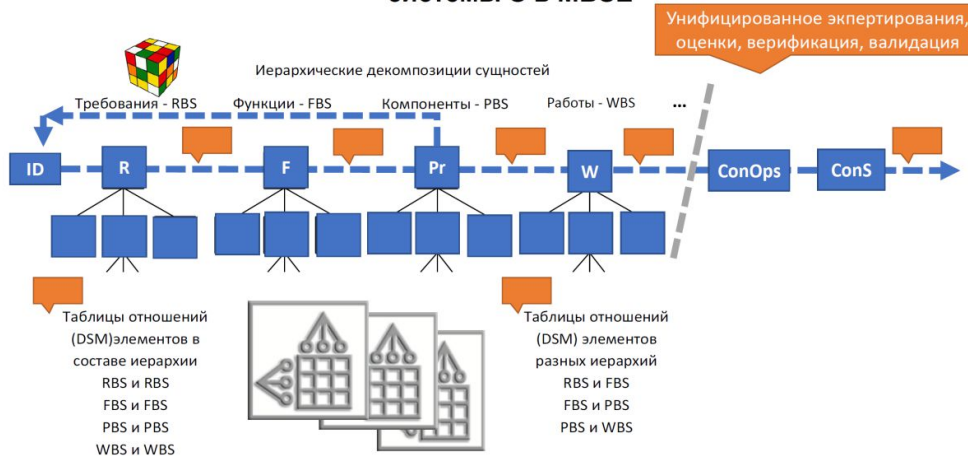 Унифицированное экпертирования,
оценки, верификация, валидация
Иерархические декомпозиции сущностей
Требования - RBS
Функции - FBS
Компоненты - PBS
Работы - WBS
...
ID
R
F
Pr
W
ConOps
ConS
Таблицы отношений
(DSM)элементов в
составе иерархии
RBS и RBS
FBS и FBS
PBS и PBS
WBS и WBS
Таблицы отношений
(DSM) элементов
разных иерархий
RBS и FBS
FBS и PBS
PBS и WBS